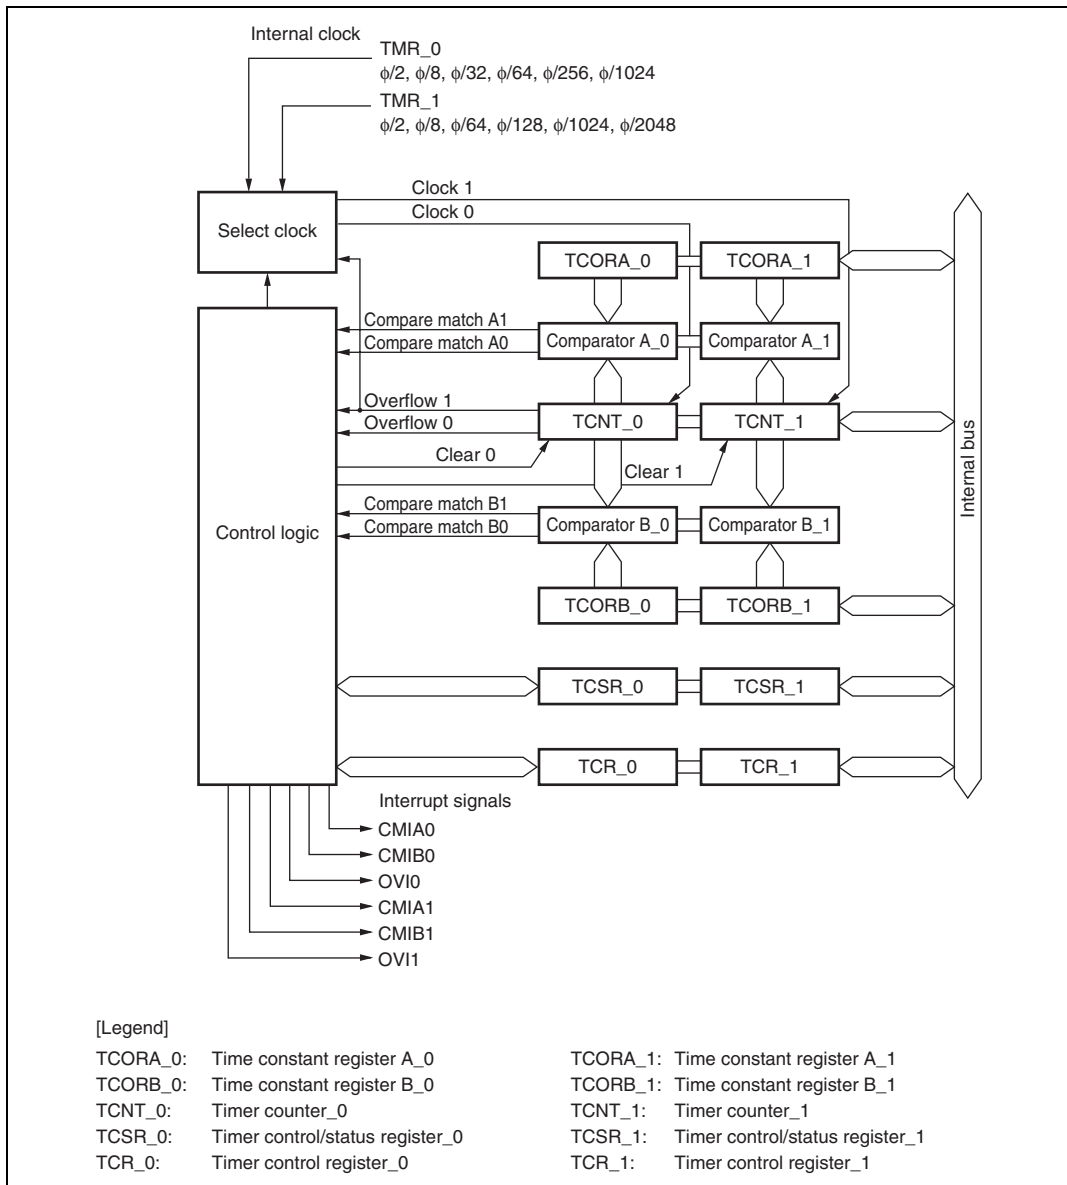 Internal clock
TMR_0
ϕ/2, ϕ/8, ϕ/32, ϕ/64, ϕ/256, ϕ/1024
TMR_1
ϕ/2, ϕ/8, ϕ/64, ϕ/128, ϕ/1024, ϕ/2048
Clock 1
Clock 0
Select clock
TCORA_0
TCORA_1
Compare match A1
Compare match A0
Comparator A_0
Comparator A_1
Overflow 1
Overflow 0
TCNT_0
TCNT_1
Clear 0
Clear 1
Internal bus
Control logic
Compare match B1
Compare match B0
Comparator B_0
Comparator B_1
TCORB_0
TCORB_1
TCSR_0
TCSR_1
TCR_0
TCR_1
Interrupt signals
CMIA0
CMIB0
OVI0
CMIA1
CMIB1
OVI1
[Legend]
TCORA_0: Time constant register A_0
TCORB_0: Time constant register B_0
TCNT_0: Timer counter_0
TCSR_0: Timer control/status register_0
TCR_0: Timer control register_0
TCORA_1: Time constant register A_1
TCORB_1: Time constant register B_1
TCNT_1: Timer counter_1
TCSR_1: Timer control/status register_1
TCR_1: Timer control register_1